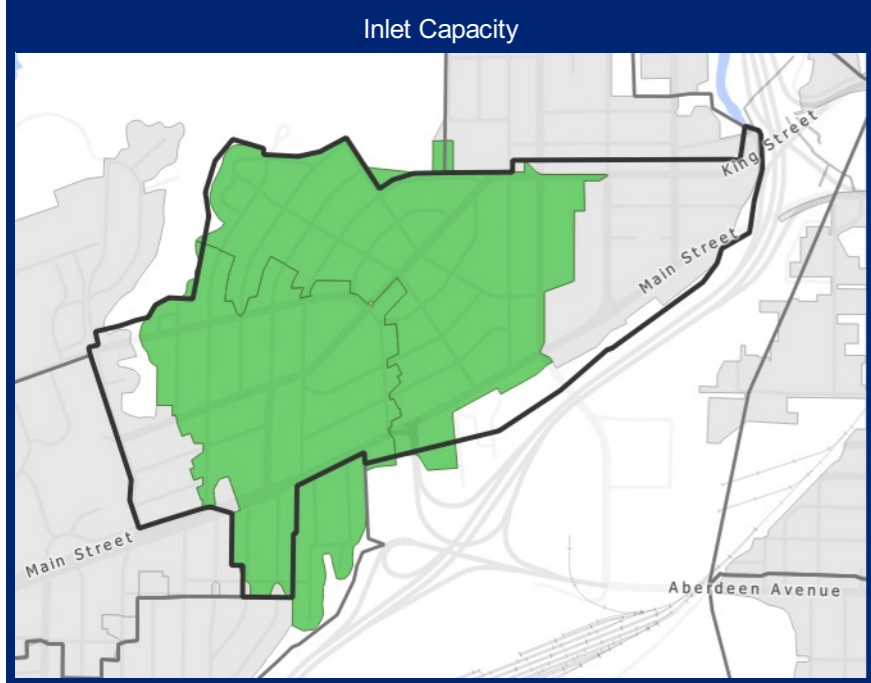 Inlet Capacity
King Street
Main Street
Main Street
Aberdeen Avenue